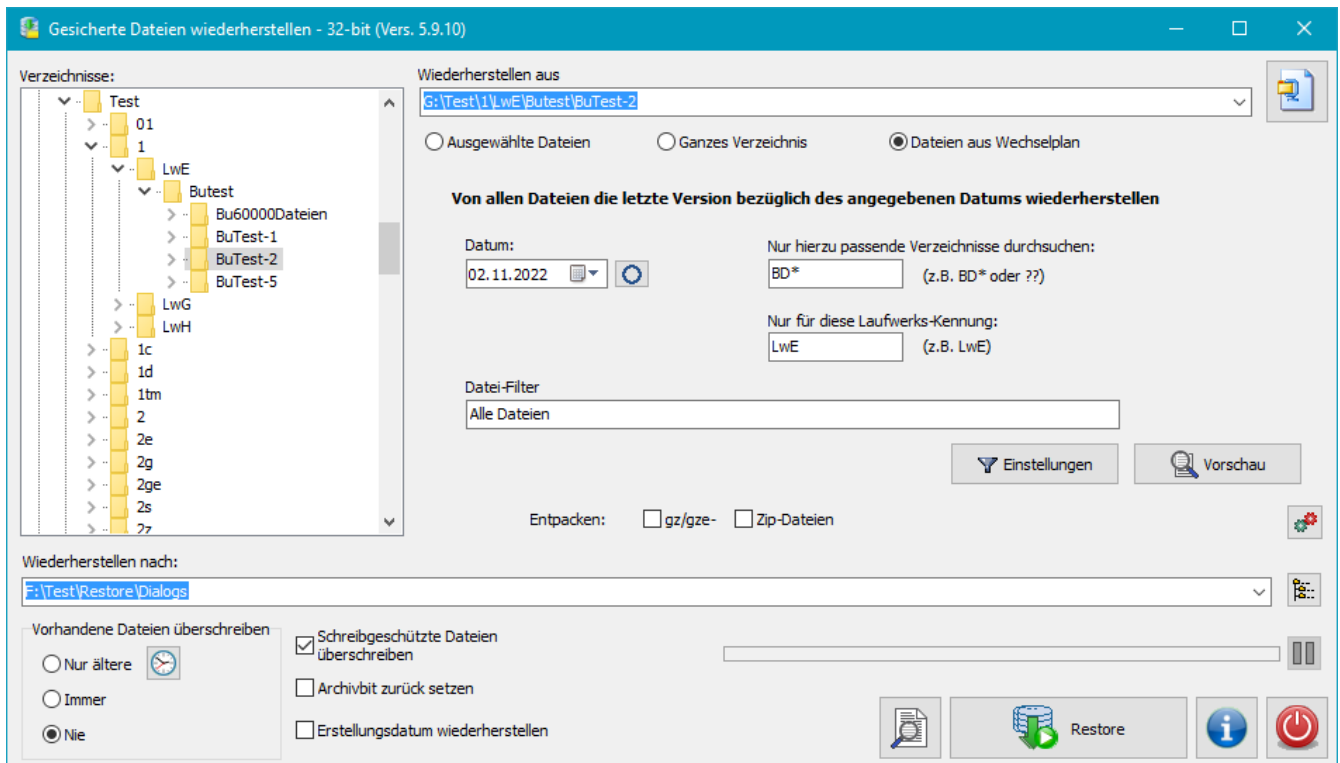 Gesicherte Dateien wiederherstellen - 32-bit (Vers. 5.9.10)
Verzeichnisse:
Test
01
1
LwE
Butest
Bu60000Dateien
BuTest-1
BuTest-2
BuTest-5
LwG
LwH
1c
1d
1tm
2
2e
2g
2ge
2s
2z
Wiederherstellen aus
G:\Test\1\LwE\Butest\BuTest-2
Ausgewählte Dateien
Ganzes Verzeichnis
Dateien aus Wechselplan
Von allen Dateien die letzte Version bezüglich des angegebenen Datums wiederherstellen
Datum:
02.11.2022
Nur hierzu passende Verzeichnisse durchsuchen:
BD* (z.B. BD* oder ??)
Nur für diese Laufwerks-Kennung:
LwE (z.B. LwE)
Datei-Filter
Alle Dateien
Einstellungen
Vorschau
Entpacken: gz/gze- Zip-Dateien
Wiederherstellen nach:
F:\Test\Restore\Dialogs
Vorhandene Dateien überschreiben
Nur ältere
Immer
Nie
Schreibgeschützte Dateien
überschreiben
Archivbit zurück setzen
Erstellungsdatum wiederherstellen
Restore